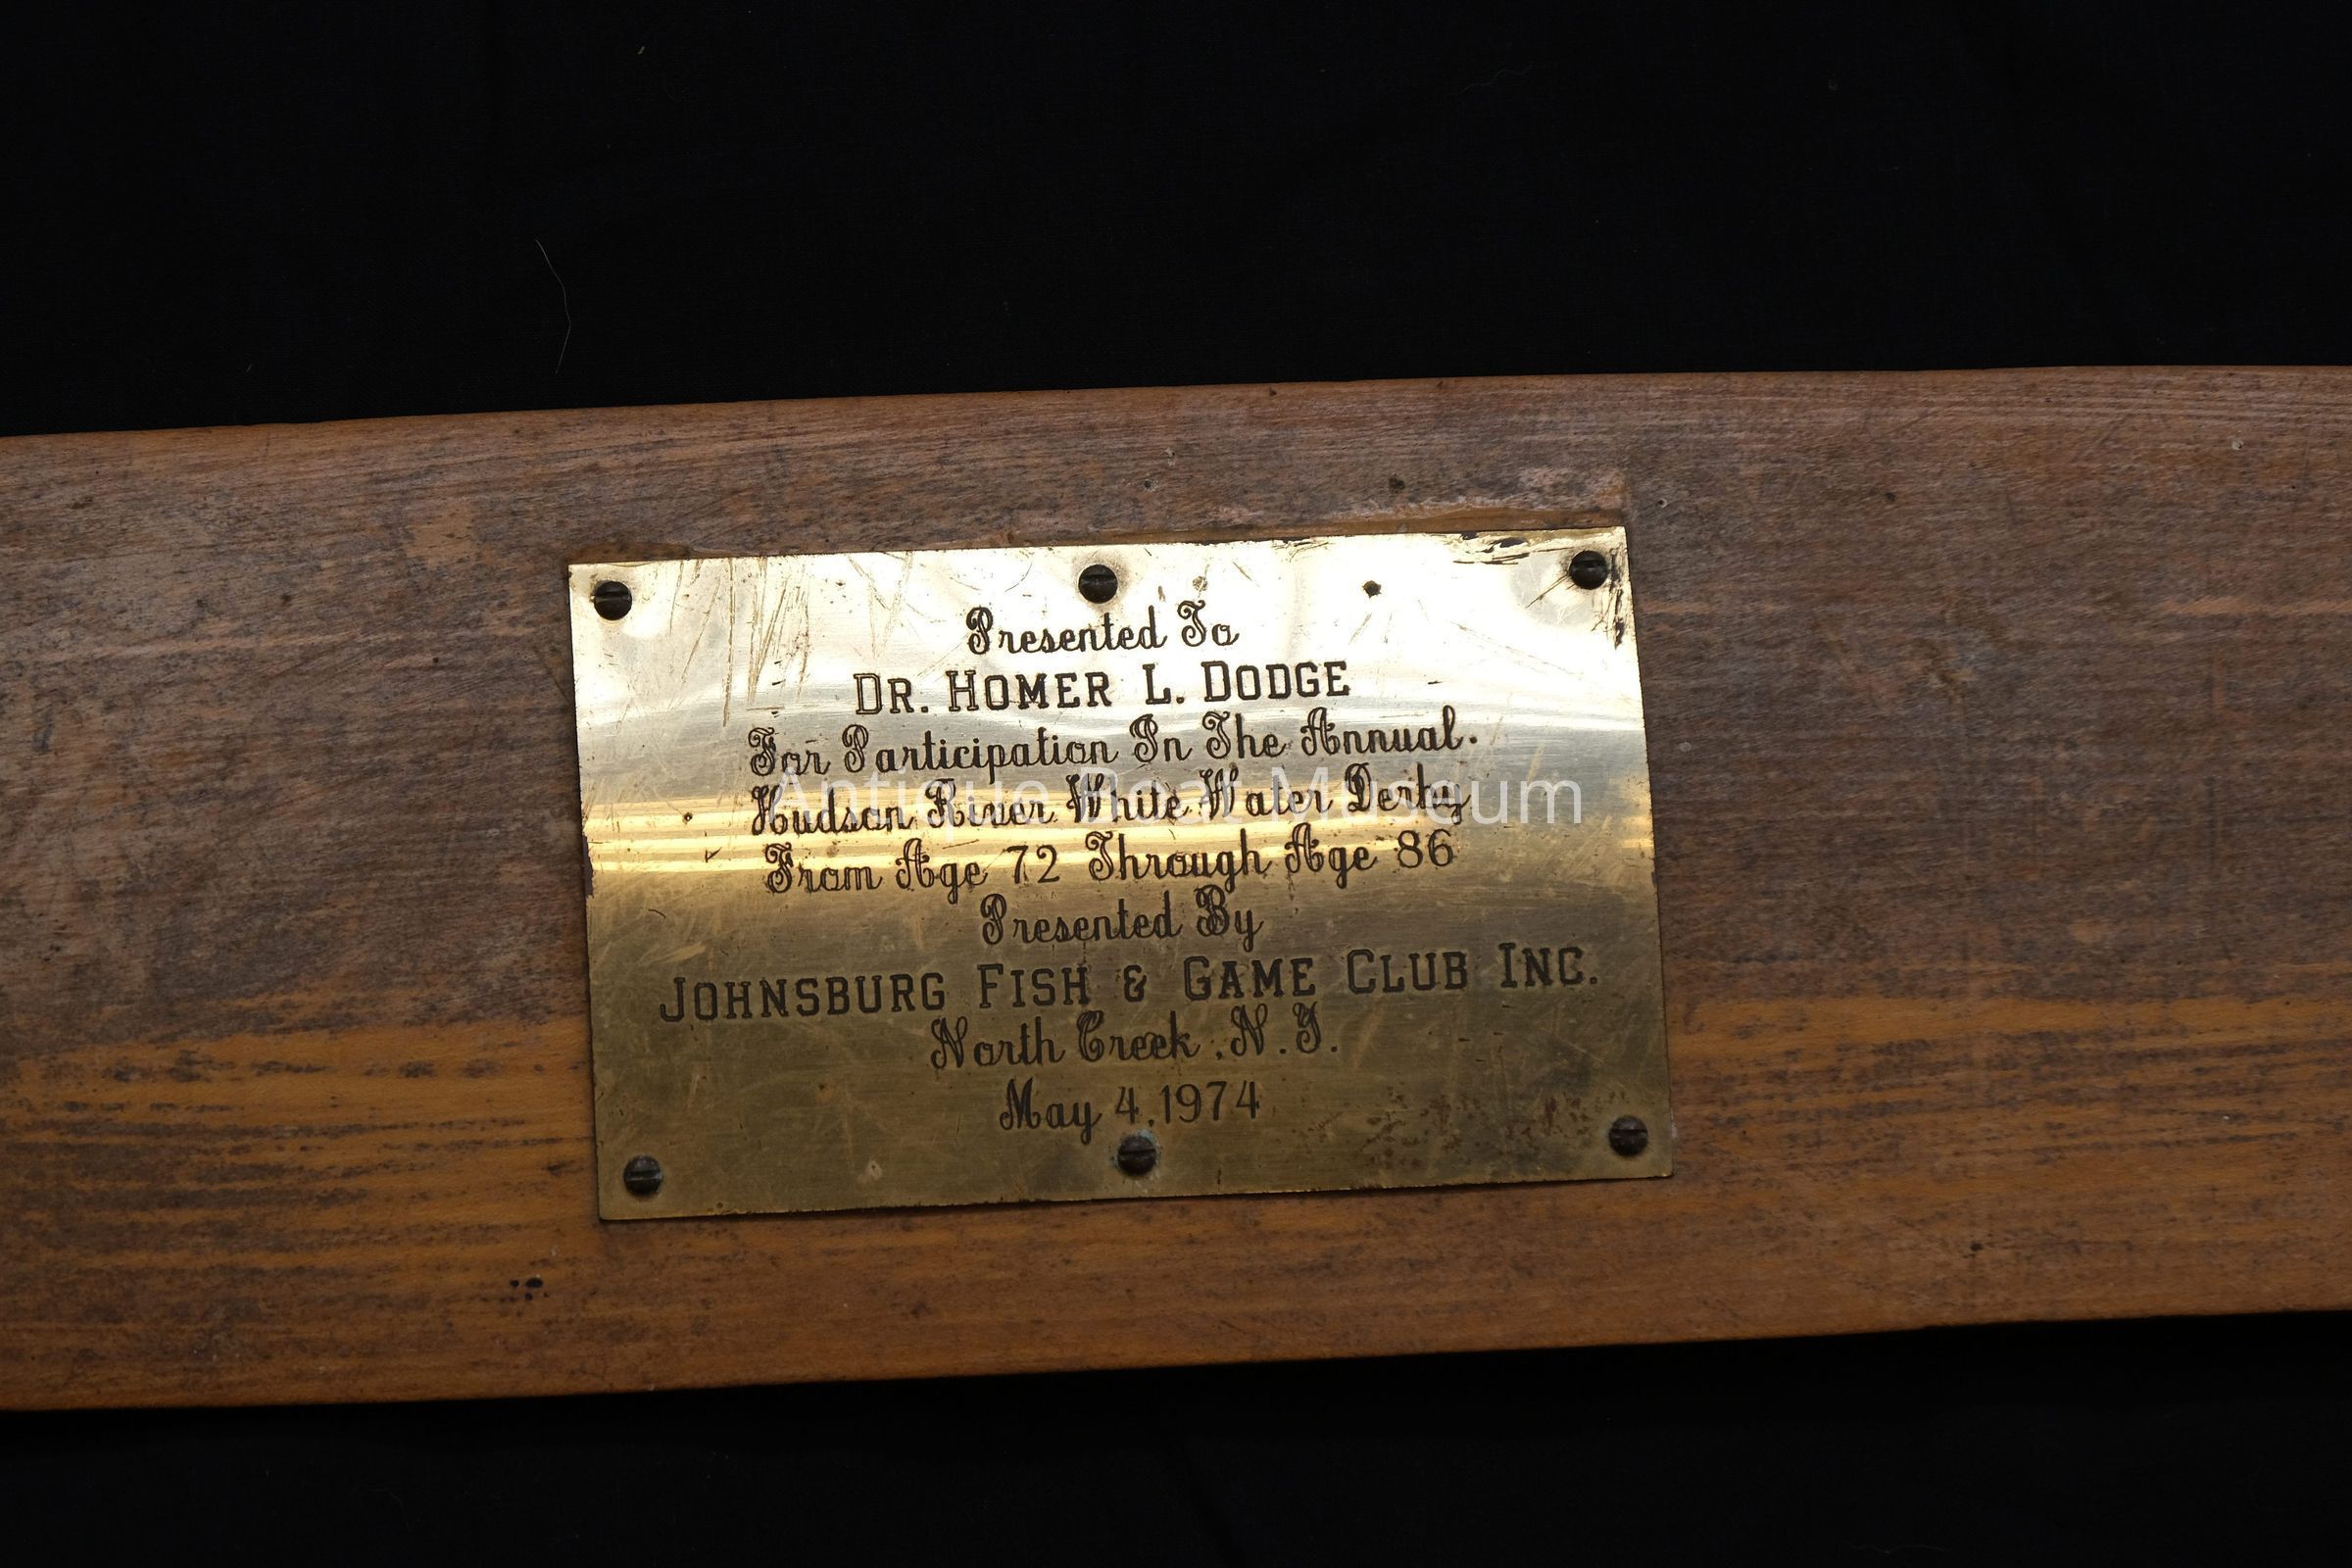 Presented To
DR. HOMER L. DODGE
For Participation In The Annual.
Hudson River White Water Derby
From Age 72 Through Age 86
Presented By
JOHNSBURG FISH & GAME CLUB INC.
North Creek, N.Y.
May 4, 1974
Antique Boat Museum